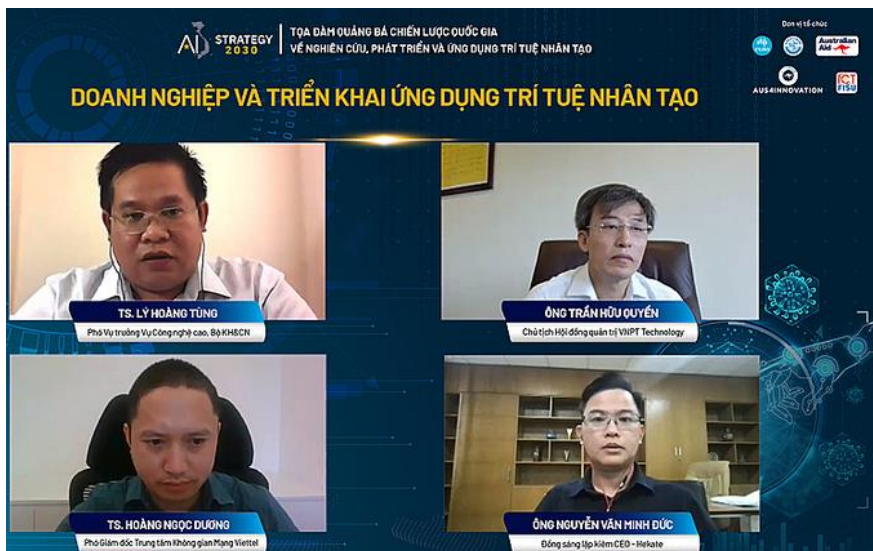 AI STRATEGY 2030
TỌA ĐÀM QUẢNG BÁ CHIẾN LƯỢC QUỐC GIA
VỀ NGHIÊN CỨU, PHÁT TRIỂN VÀ ỨNG DỤNG TRÍ TUỆ NHÂN TẠO
Đơn vị tổ chức
Australian Aid
AUS4INNOVATION
ICT FISU
DOANH NGHIỆP VÀ TRIỂN KHAI ỨNG DỤNG TRÍ TUỆ NHÂN TẠO
TS. LÝ HOÀNG TÙNG
Phó Vụ trưởng Vụ Công nghệ cao, Bộ KH&CN
ÔNG TRẦN HỮU QUYỀN
Chủ tịch Hội đồng quản trị VNPT Technology
TS. HOÀNG NGỌC DƯƠNG
Phó Giám đốc Trung tâm Không gian Mạng Viettel
ÔNG NGUYỄN VĂN MINH ĐỨC
Đồng sáng lập kiêm CEO - Hekate